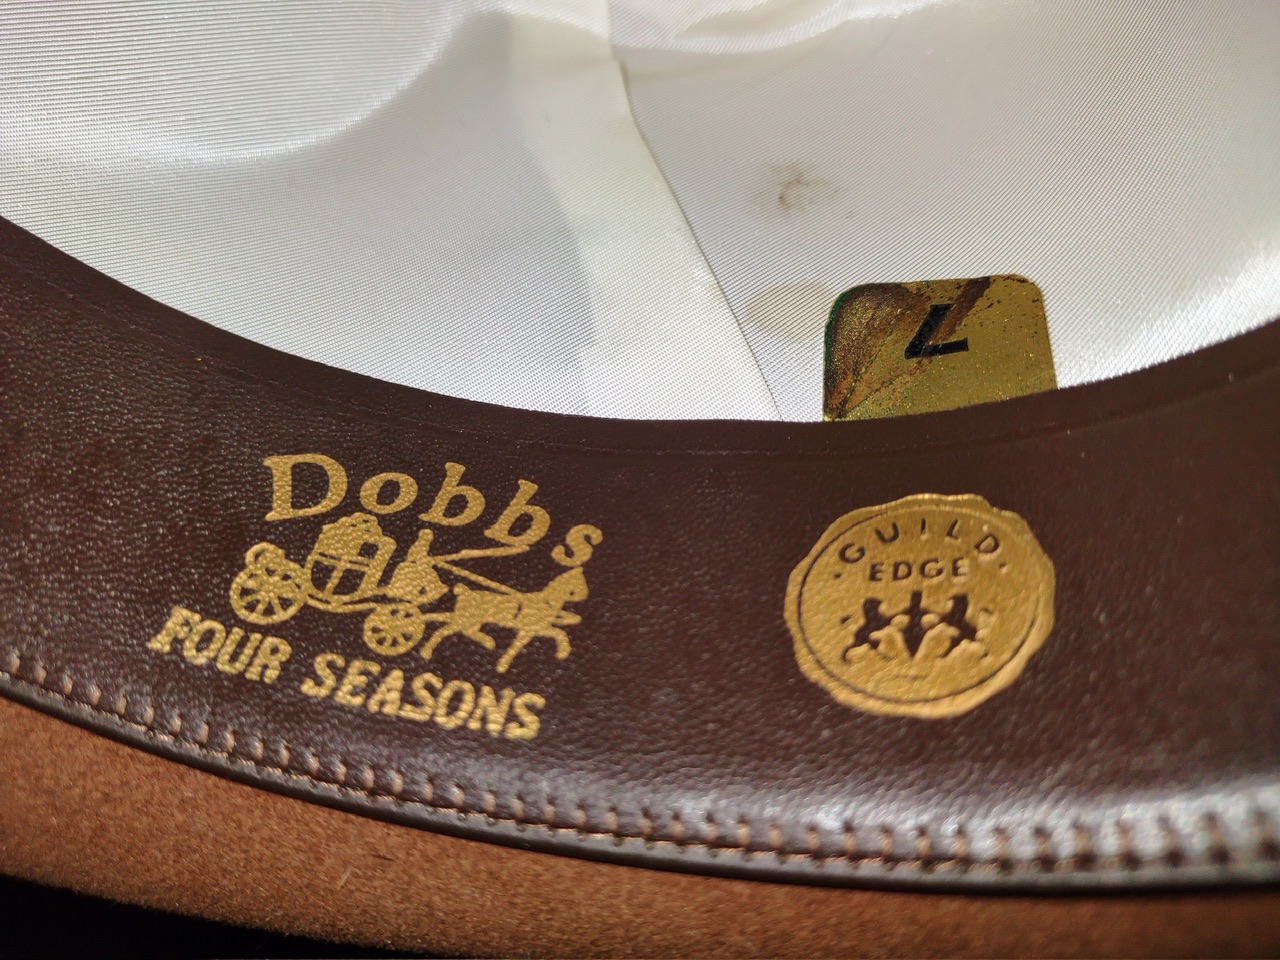 7
Dobbs
FOUR SEASONS
· GUILD ·
EDGE